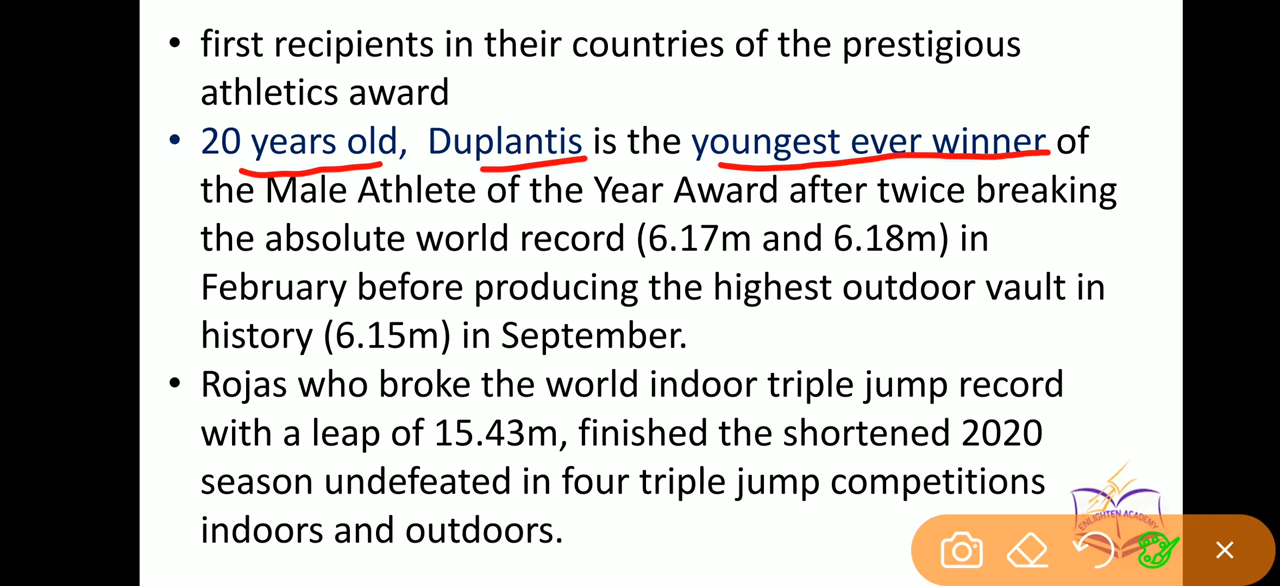 • first recipients in their countries of the prestigious
athletics award
• 20 years old, Duplantis is the youngest ever winner of
the Male Athlete of the Year Award after twice breaking
the absolute world record (6.17m and 6.18m) in
February before producing the highest outdoor vault in
history (6.15m) in September.
• Rojas who broke the world indoor triple jump record
with a leap of 15.43m, finished the shortened 2020
season undefeated in four triple jump competitions
indoors and outdoors.
ENLIGHTEN ACADEMY